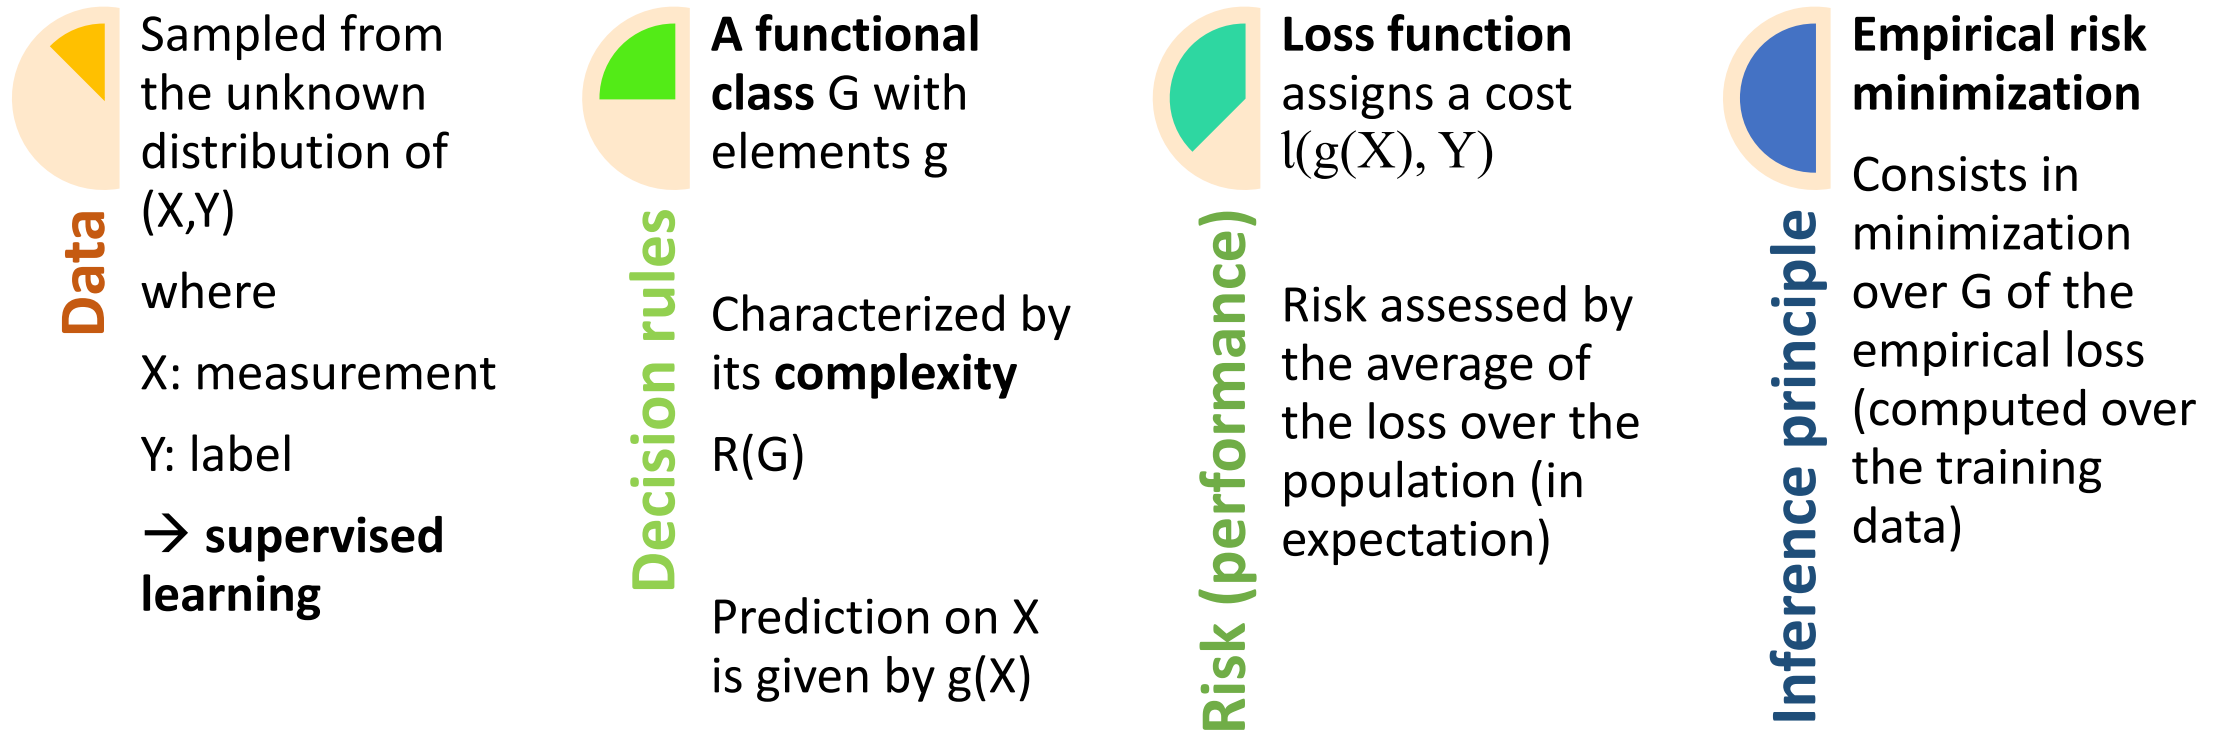 Data
Sampled from
the unknown
distribution of
(X,Y)
where
X: measurement
Y: label
→ supervised
learning
Decision rules
A functional
class G with
elements g
Characterized by
its complexity
R(G)
Prediction on X
is given by g(X)
Risk (performance)
Loss function
assigns a cost
l(g(X), Y)
Risk assessed by
the average of
the loss over the
population (in
expectation)
Inference principle
Empirical risk
minimization
Consists in
minimization
over G of the
empirical loss
(computed over
the training
data)